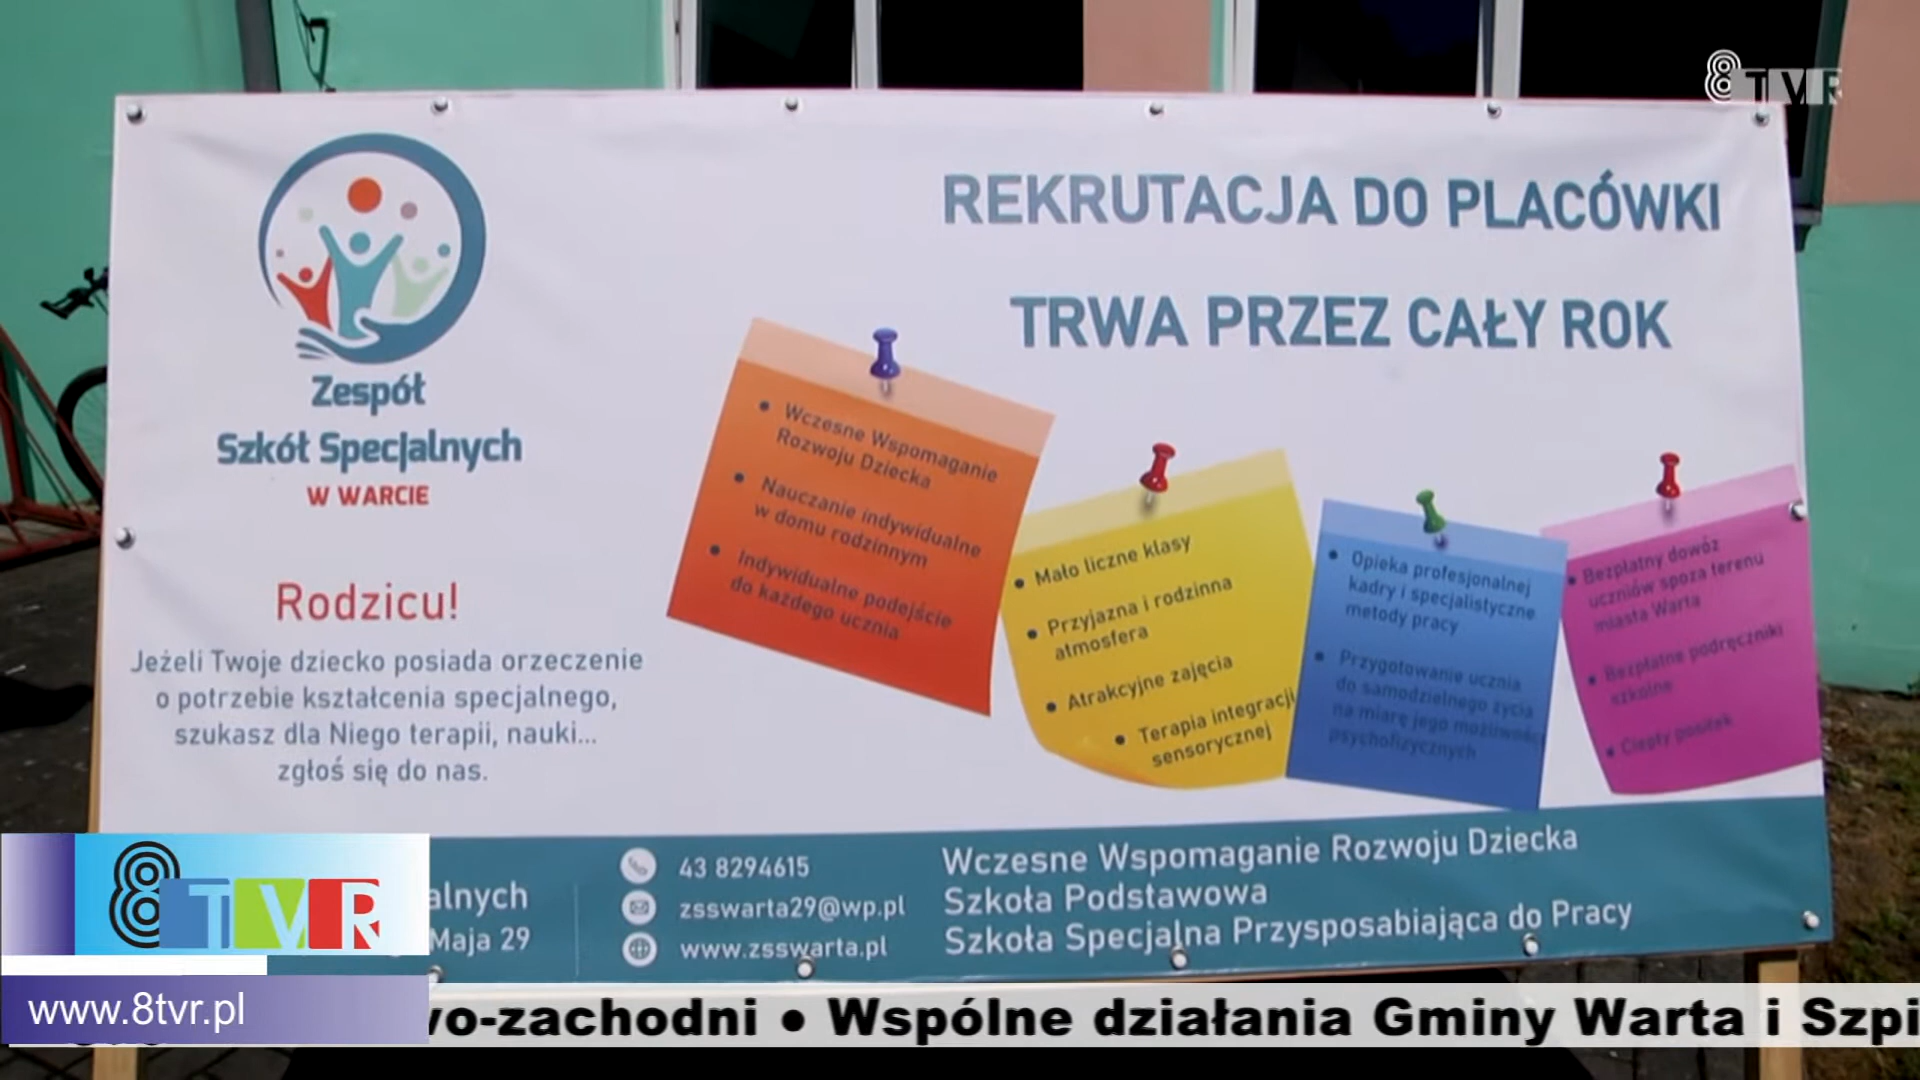 8TVR
REKRUTACJA DO PLACÓWKI
TRWA PRZEZ CAŁY ROK
Zespół
Szkół Specjalnych
W WARCIE
Rodzicu!
Jeżeli Twoje dziecko posiada orzeczenie
o potrzebie kształcenia specjalnego,
szukasz dla Niego terapii, nauki...
zgłoś się do nas.
• Wczesne Wspomaganie
Rozwoju Dziecka
• Nauczanie indywidualne
w domu rodzinnym
• Indywidualne podejście
do każdego ucznia
• Mało liczne klasy
• Przyjazna i rodzinna
atmosfera
• Atrakcyjne zajęcia
• Terapia integracji
sensorycznej
• Opieka profesjonalnej
kadry i specjalistyczne
metody pracy
• Przygotowanie ucznia
do samodzielnego życia
na miarę jego możliwości
psychofizycznych
• Bezpłatny dowóz
uczniów spoza terenu
miasta Warta
• Bezpłatne podręczniki
szkolne
• Ciepły posiłek
alnych
Maja 29
43 8294615
zsswarta29@wp.pl
www.zsswarta.pl
Wczesne Wspomaganie Rozwoju Dziecka
Szkoła Podstawowa
Szkoła Specjalna Przysposabiająca do Pracy
8TVR
www.8tvr.pl
wo-zachodni • Wspólne działania Gminy Warta i Szpi